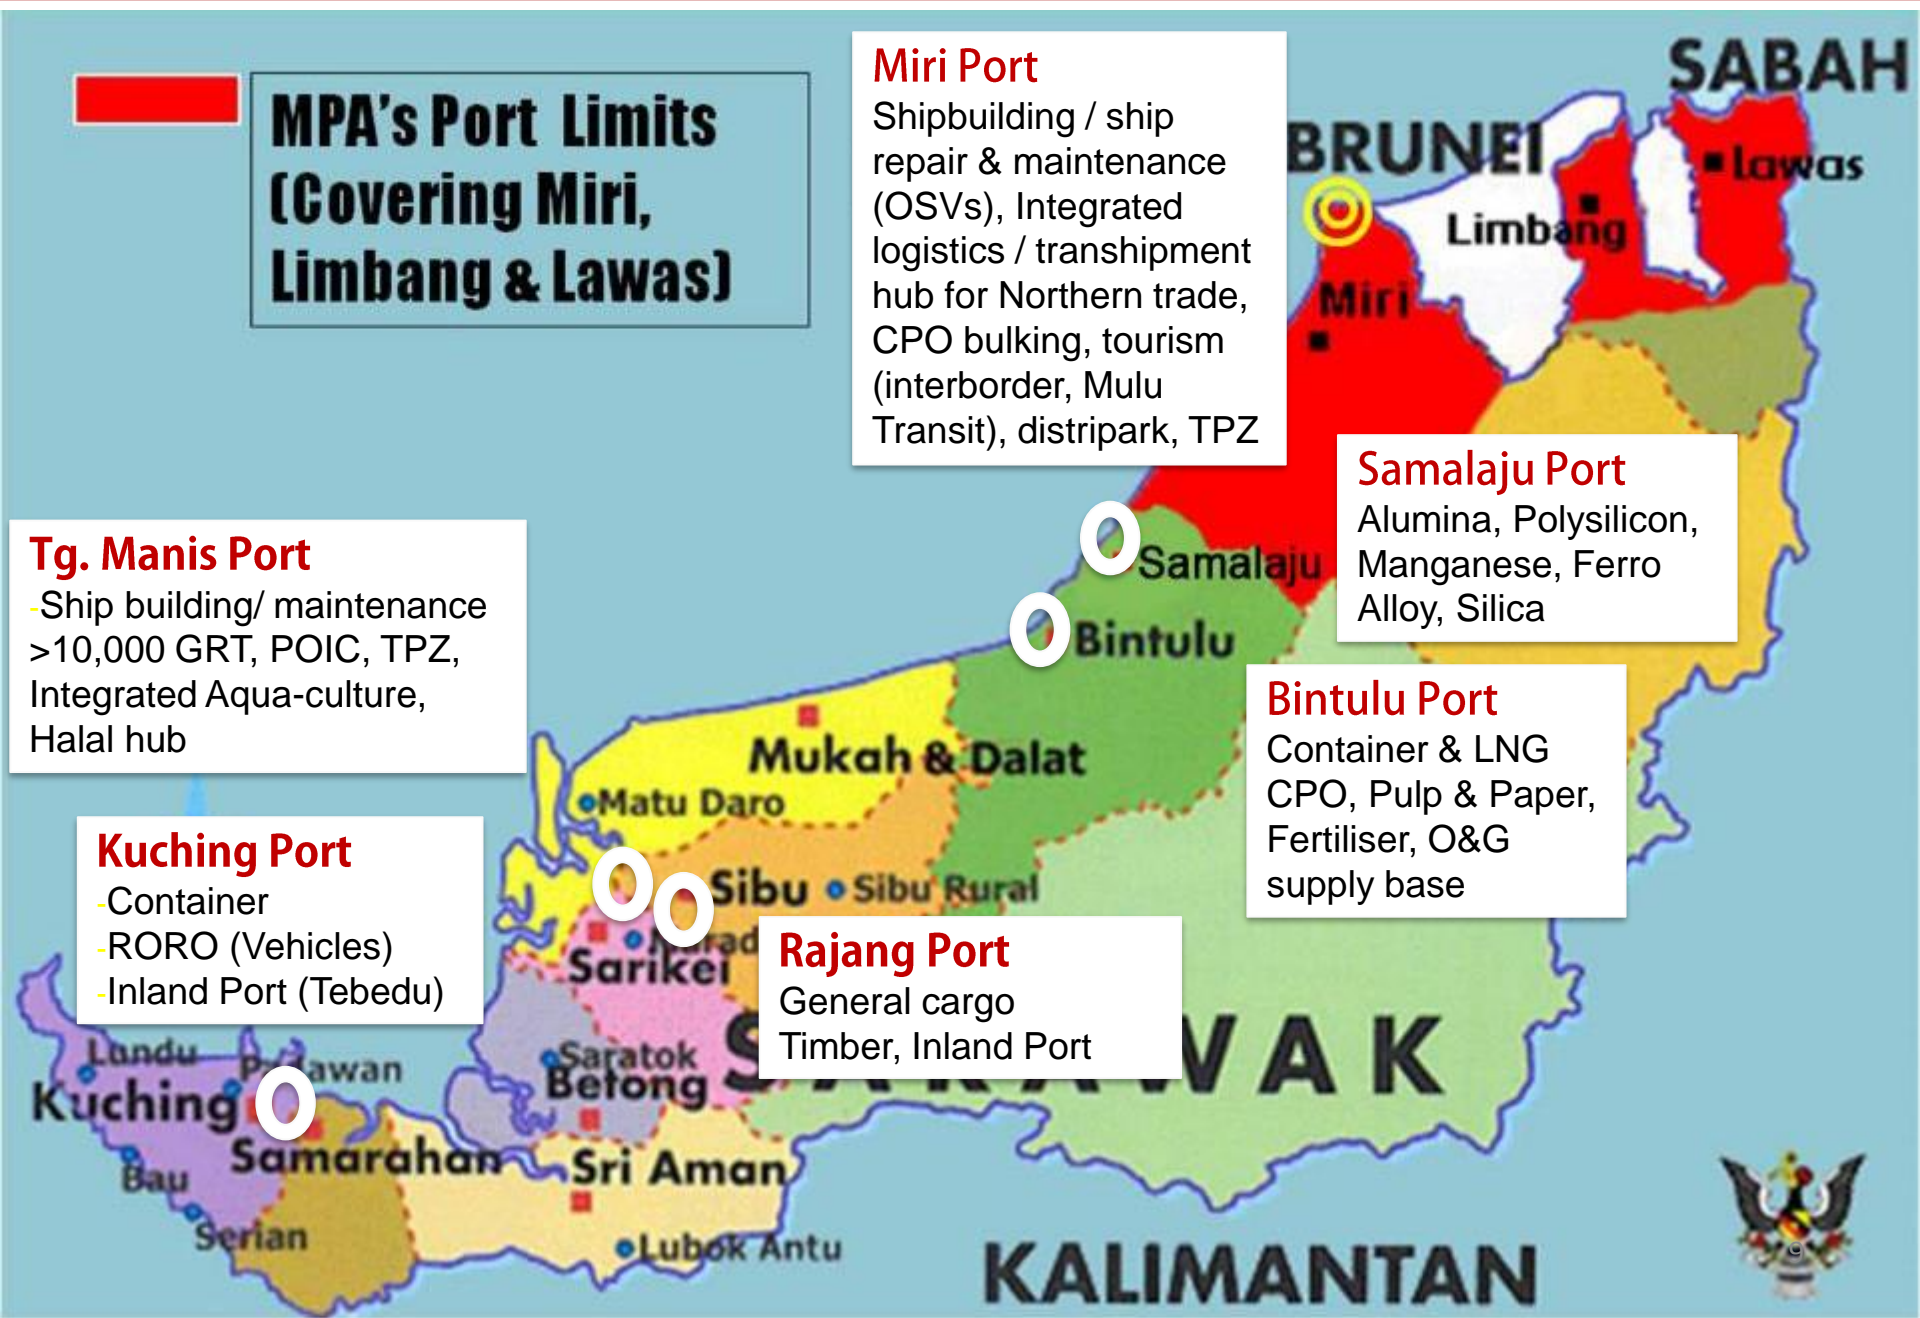 MPA's Port Limits
(Covering Miri,
Limbang & Lawas)
Miri Port
Shipbuilding / ship
repair & maintenance
(OSVs), Integrated
logistics / transhipment
hub for Northern trade,
CPO bulking, tourism
(interborder, Mulu
Transit), distripark, TPZ
SABAH
BRUNEI
Lawas
Limbang
Miri
Samalaju Port
Alumina, Polysilicon,
Manganese, Ferro
Alloy, Silica
Samalaju
Bintulu
Tg. Manis Port
-Ship building/ maintenance
>10,000 GRT, POIC, TPZ,
Integrated Aqua-culture,
Halal hub
Bintulu Port
Container & LNG
CPO, Pulp & Paper,
Fertiliser, O&G
supply base
Mukah & Dalat
Matu Daro
Kuching Port
-Container
-RORO (Vehicles)
-Inland Port (Tebedu)
Sibu
Sibu Rural
Sarikei
Rajang Port
General cargo
Timber, Inland Port
SARAWAK
Lundu
Kuching
Saratok
Betong
Samarahan
Sri Aman
Bau
Serian
Lubok Antu
KALIMANTAN
9